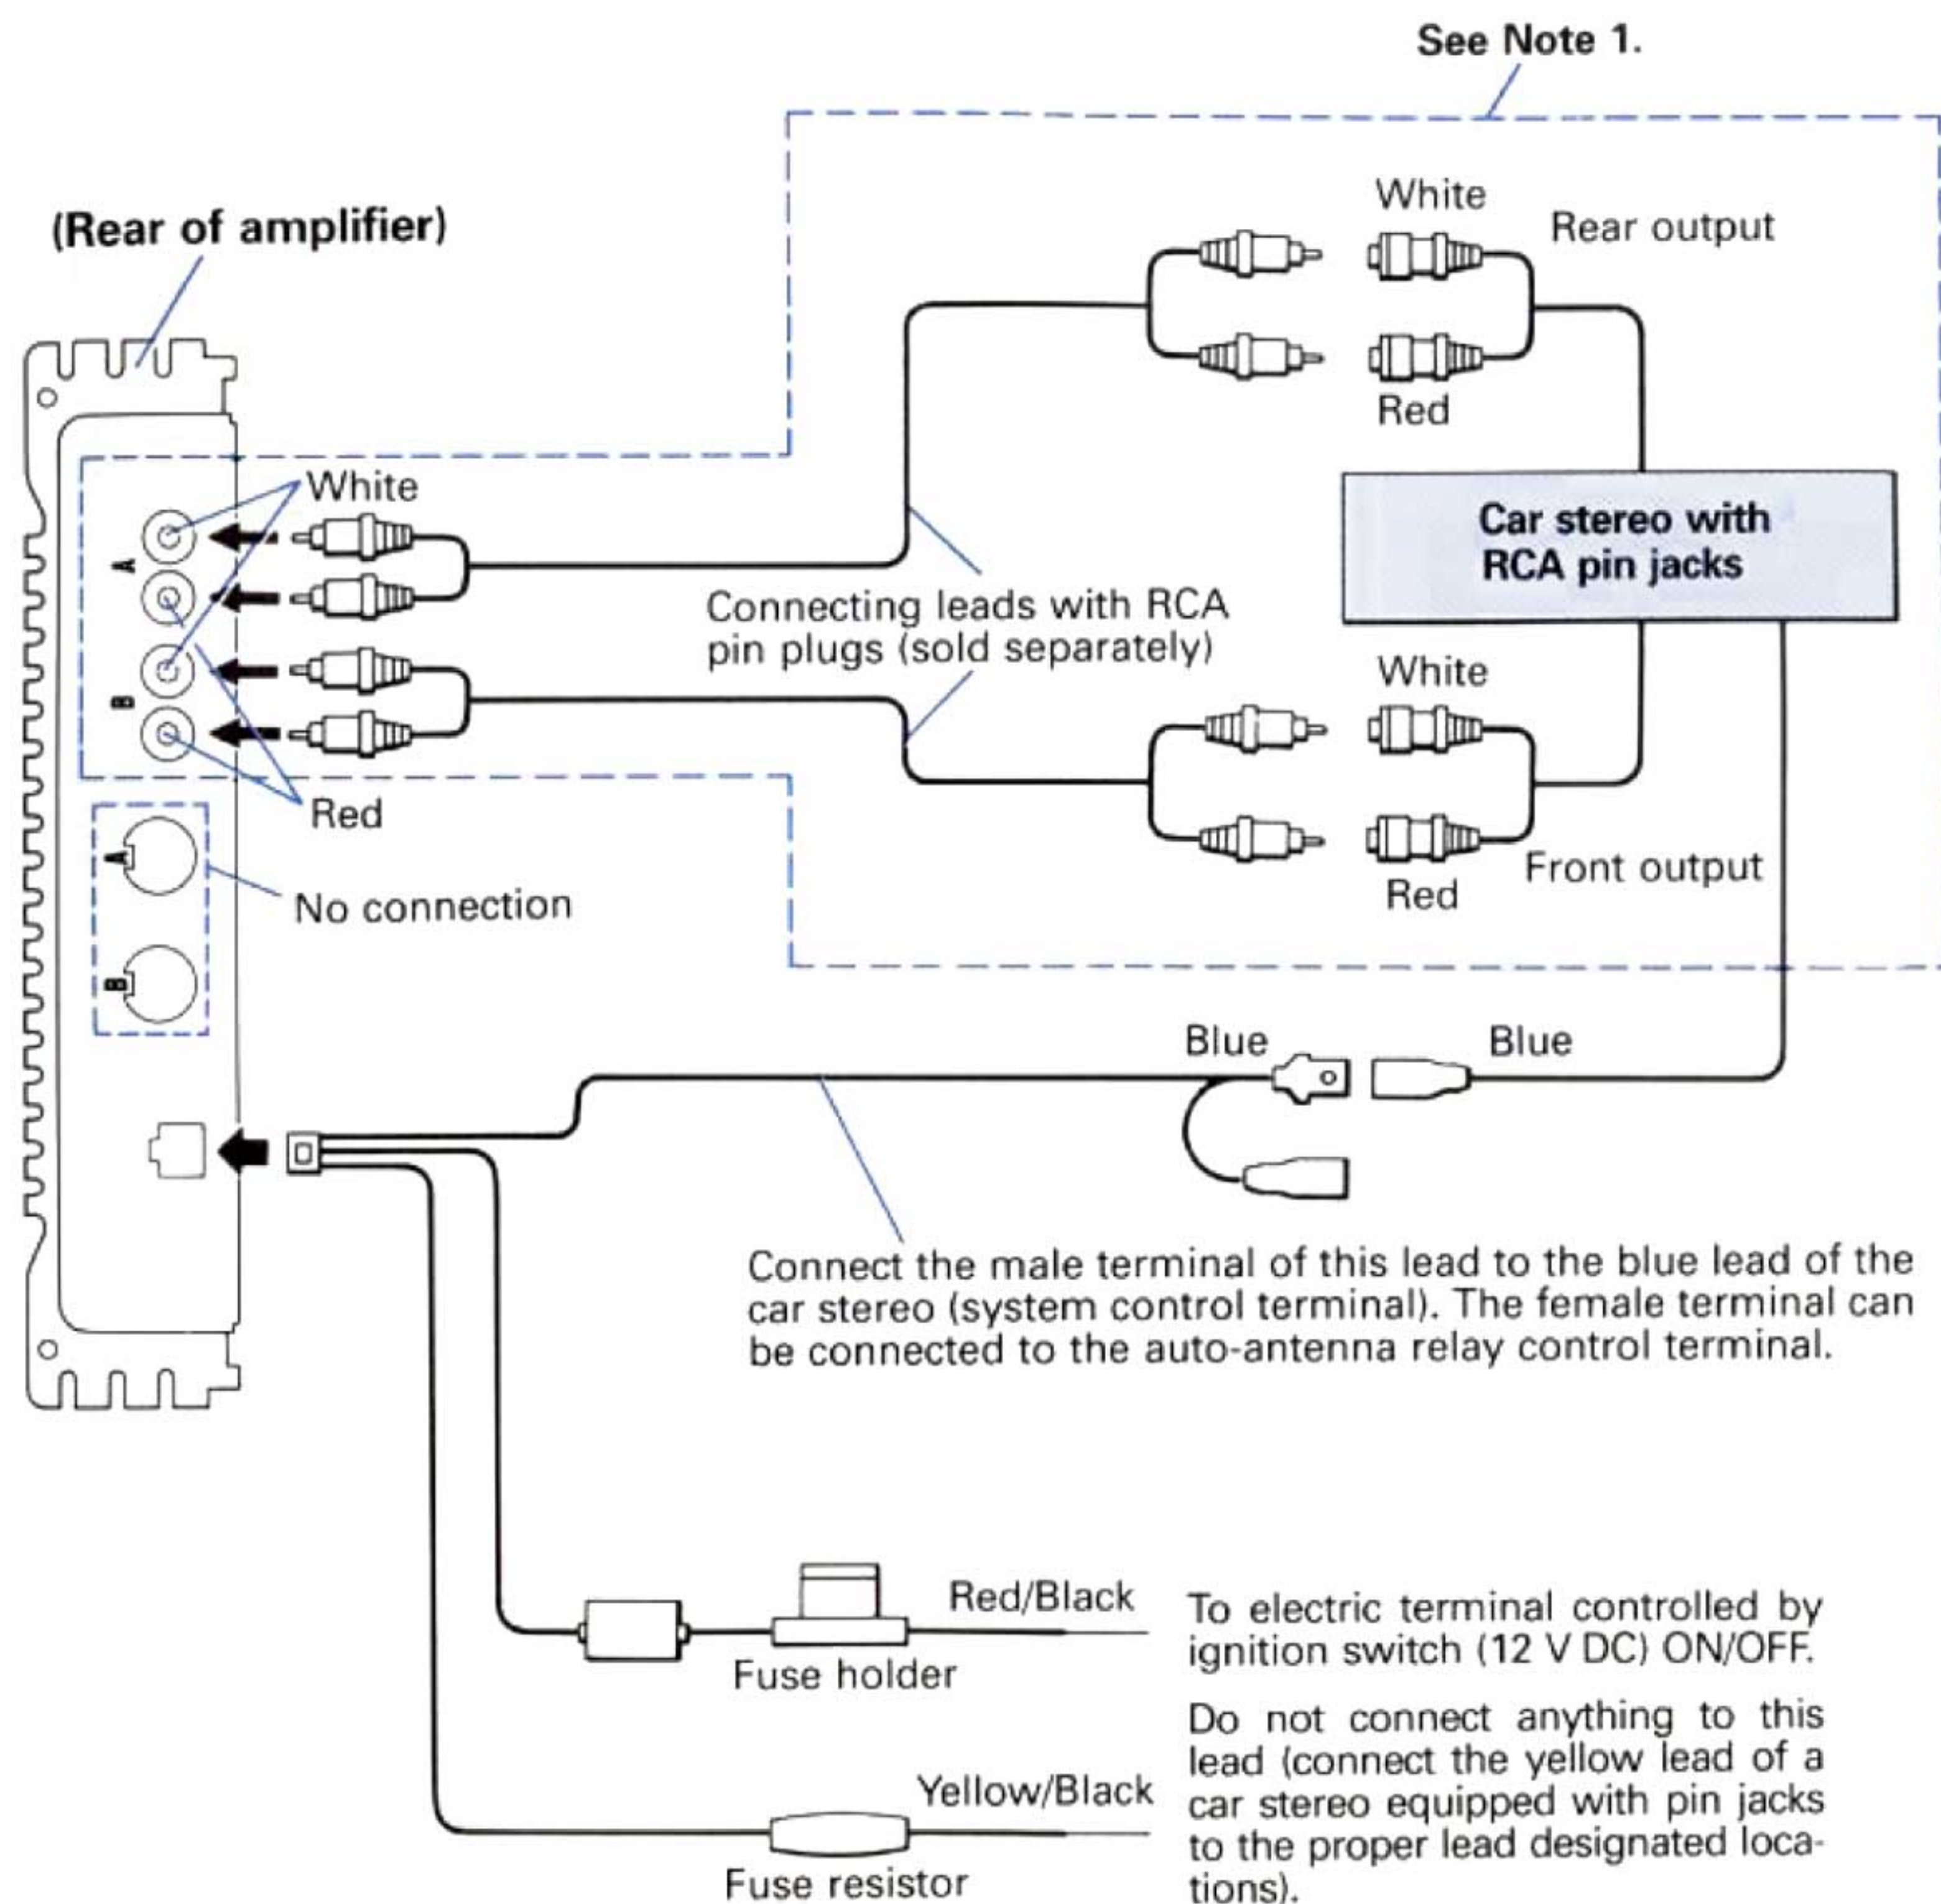 See Note 1.
(Rear of amplifier)
White
Rear output
Red
White
A
B
Red
Connecting leads with RCA
pin plugs (sold separately)
Car stereo with
RCA pin jacks
White
Red
Front output
A
B
No connection
Blue
Blue
Connect the male terminal of this lead to the blue lead of the
car stereo (system control terminal). The female terminal can
be connected to the auto-antenna relay control terminal.
Red/Black
Fuse holder
To electric terminal controlled by
ignition switch (12 V DC) ON/OFF.
Yellow/Black
Fuse resistor
Do not connect anything to this
lead (connect the yellow lead of a
car stereo equipped with pin jacks
to the proper lead designated loca-
tions).